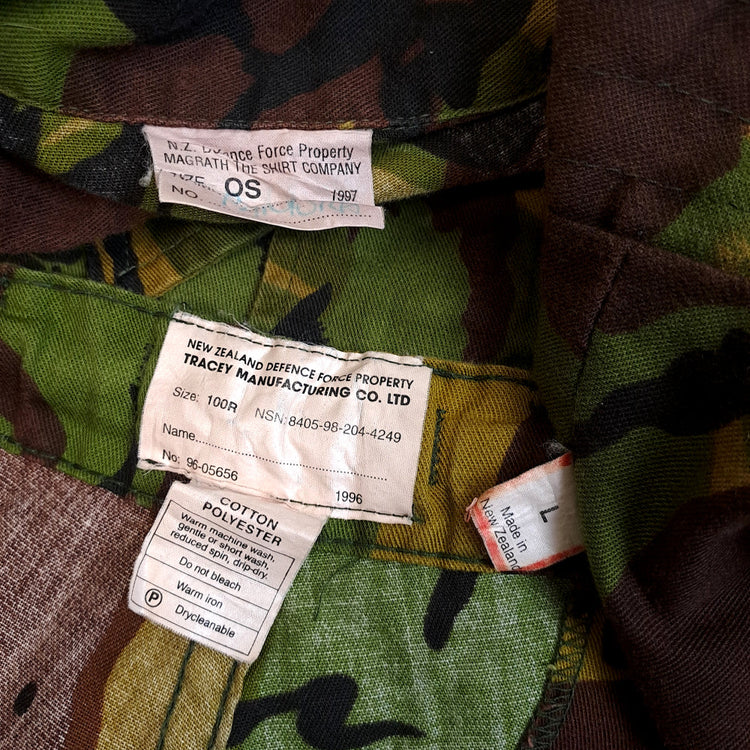 N.Z. Force Property
MAGRATH THE SHIRT COMPANY
OS
NO. 1997
NEW ZEALAND DEFENCE FORCE PROPERTY
TRACEY MANUFACTURING CO. LTD
Size: 100R NSN: 8405-98-204-4249
Name..........
No: 96-05656 1996
COTTON
POLYESTER
Warm machine wash,
gentle or short wash,
reduced spin, drip-dry.
Do not bleach
Warm iron
P Drycleanable
L
Made in
New Zealand